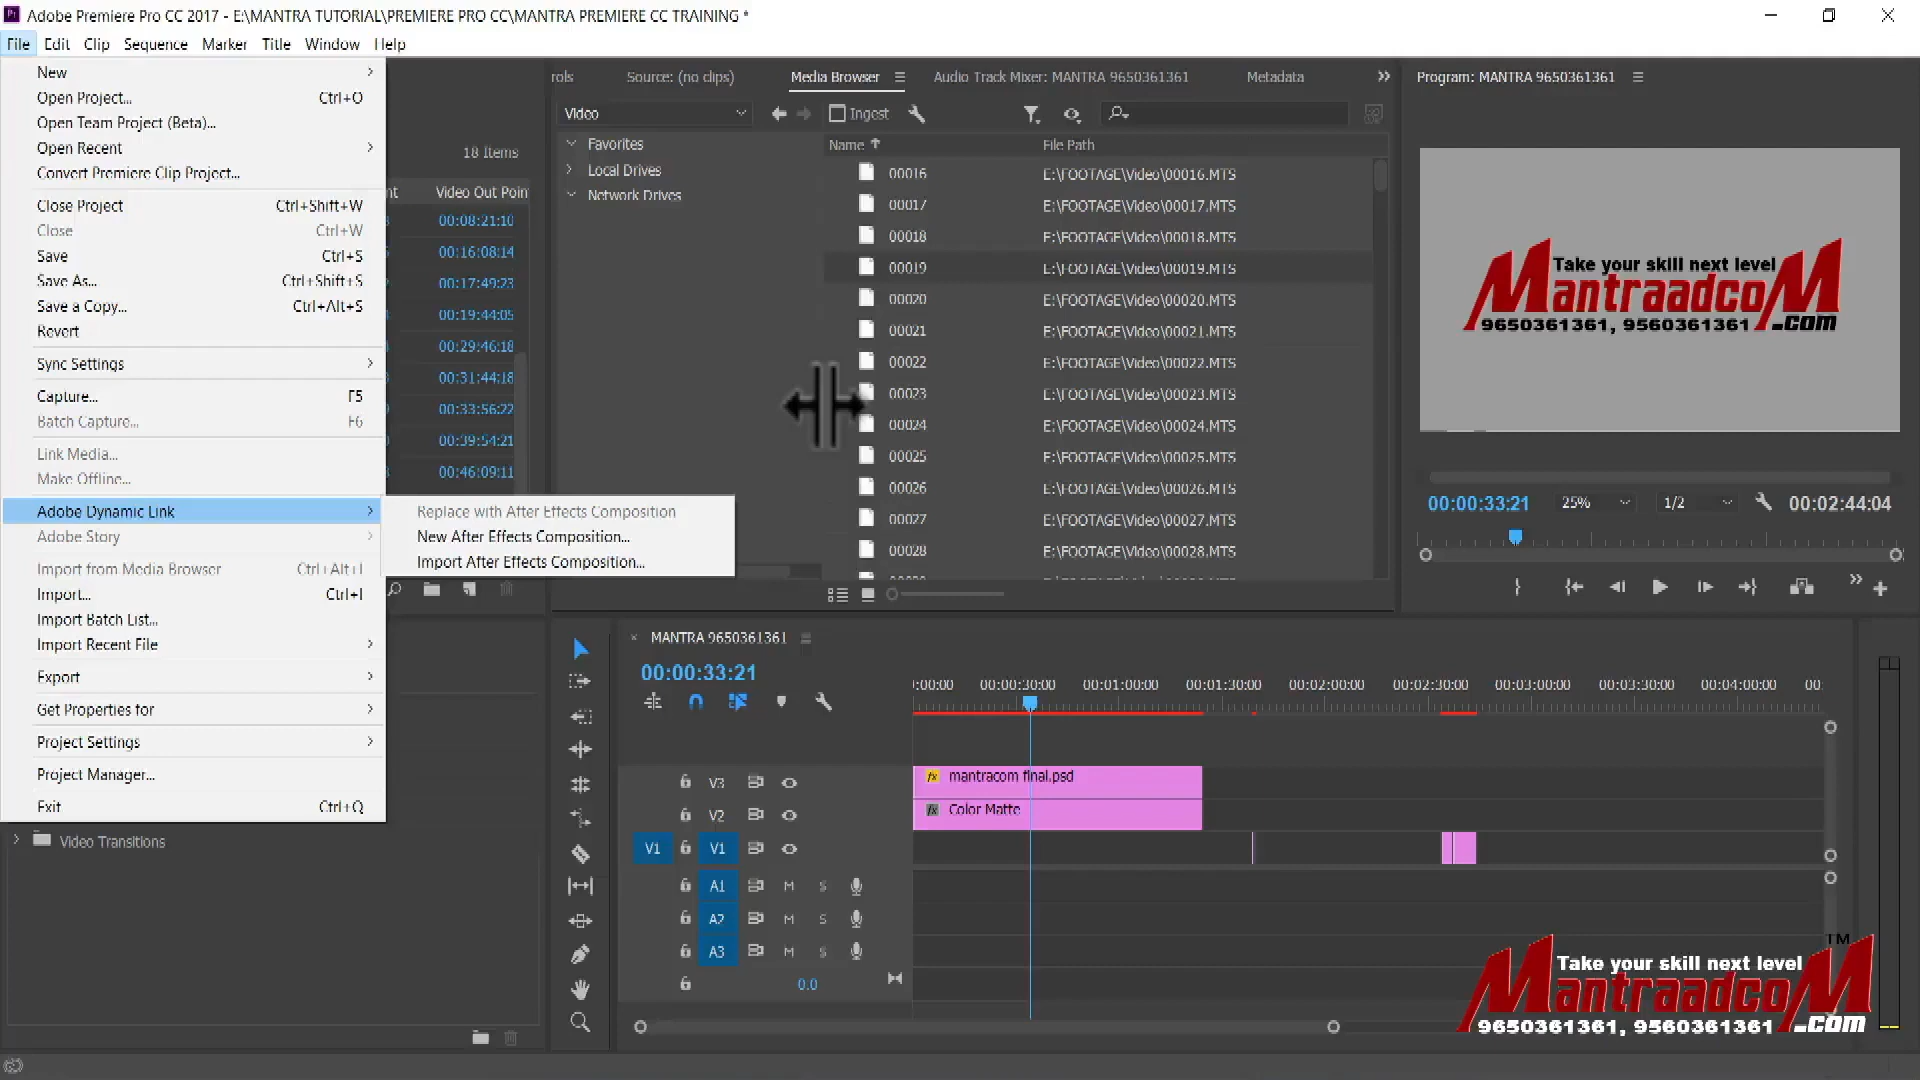 Adobe Premiere Pro CC 2017 - E:\MANTRA TUTORIAL\PREMIERE PRO CC\MANTRA PREMIERE CC TRAINING *
File Edit Clip Sequence Marker Title Window Help
New
Open Project... Ctrl+O
Open Team Project (Beta)...
Open Recent
Convert Premiere Clip Project...
Close Project Ctrl+Shift+W
Close Ctrl+W
Save Ctrl+S
Save As... Ctrl+Shift+S
Save a Copy... Ctrl+Alt+S
Revert
Sync Settings
Capture... F5
Batch Capture... F6
Link Media...
Make Offline...
Adobe Dynamic Link
Adobe Story
Import from Media Browser Ctrl+Alt+I
Import... Ctrl+I
Import Batch List...
Import Recent File
Export
Get Properties for
Project Settings
Project Manager...
Exit Ctrl+Q
Replace with After Effects Composition
New After Effects Composition...
Import After Effects Composition...
Video Transitions
18 Items
Video Out Poin
00:08:21:10
00:16:08:14
00:17:49:23
00:19:44:05
00:29:46:18
00:31:44:18
00:33:56:22
00:39:54:21
00:46:09:11
rols Source: (no clips) Media Browser Audio Track Mixer: MANTRA 9650361361 Metadata
Video Ingest
Favorites
Local Drives
Network Drives
Name File Path
00016 E:\FOOTAGE\Video\00016.MTS
00017 E:\FOOTAGE\Video\00017.MTS
00018 E:\FOOTAGE\Video\00018.MTS
00019 E:\FOOTAGE\Video\00019.MTS
00020 E:\FOOTAGE\Video\00020.MTS
00021 E:\FOOTAGE\Video\00021.MTS
00022 E:\FOOTAGE\Video\00022.MTS
00023 E:\FOOTAGE\Video\00023.MTS
00024 E:\FOOTAGE\Video\00024.MTS
00025 E:\FOOTAGE\Video\00025.MTS
00026 E:\FOOTAGE\Video\00026.MTS
00027 E:\FOOTAGE\Video\00027.MTS
00028 E:\FOOTAGE\Video\00028.MTS
Program: MANTRA 9650361361
Take your skill next level
MantraadcoM
9650361361, 9560361361 .com
00:00:33:21 25% 1/2 00:02:44:04
MANTRA 9650361361
00:00:33:21
:00:00 00:00:30:00 00:01:00:00 00:01:30:00 00:02:00:00 00:02:30:00 00:03:00:00 00:03:30:00 00:04:00:00 00:
V3 fx mantracom final.psd
V2 fx Color Matte
V1 V1
A1 M S
A2 M S
A3 M S
0.0
TM
Take your skill next level
MantraadcoM
9650361361, 9560361361 .com